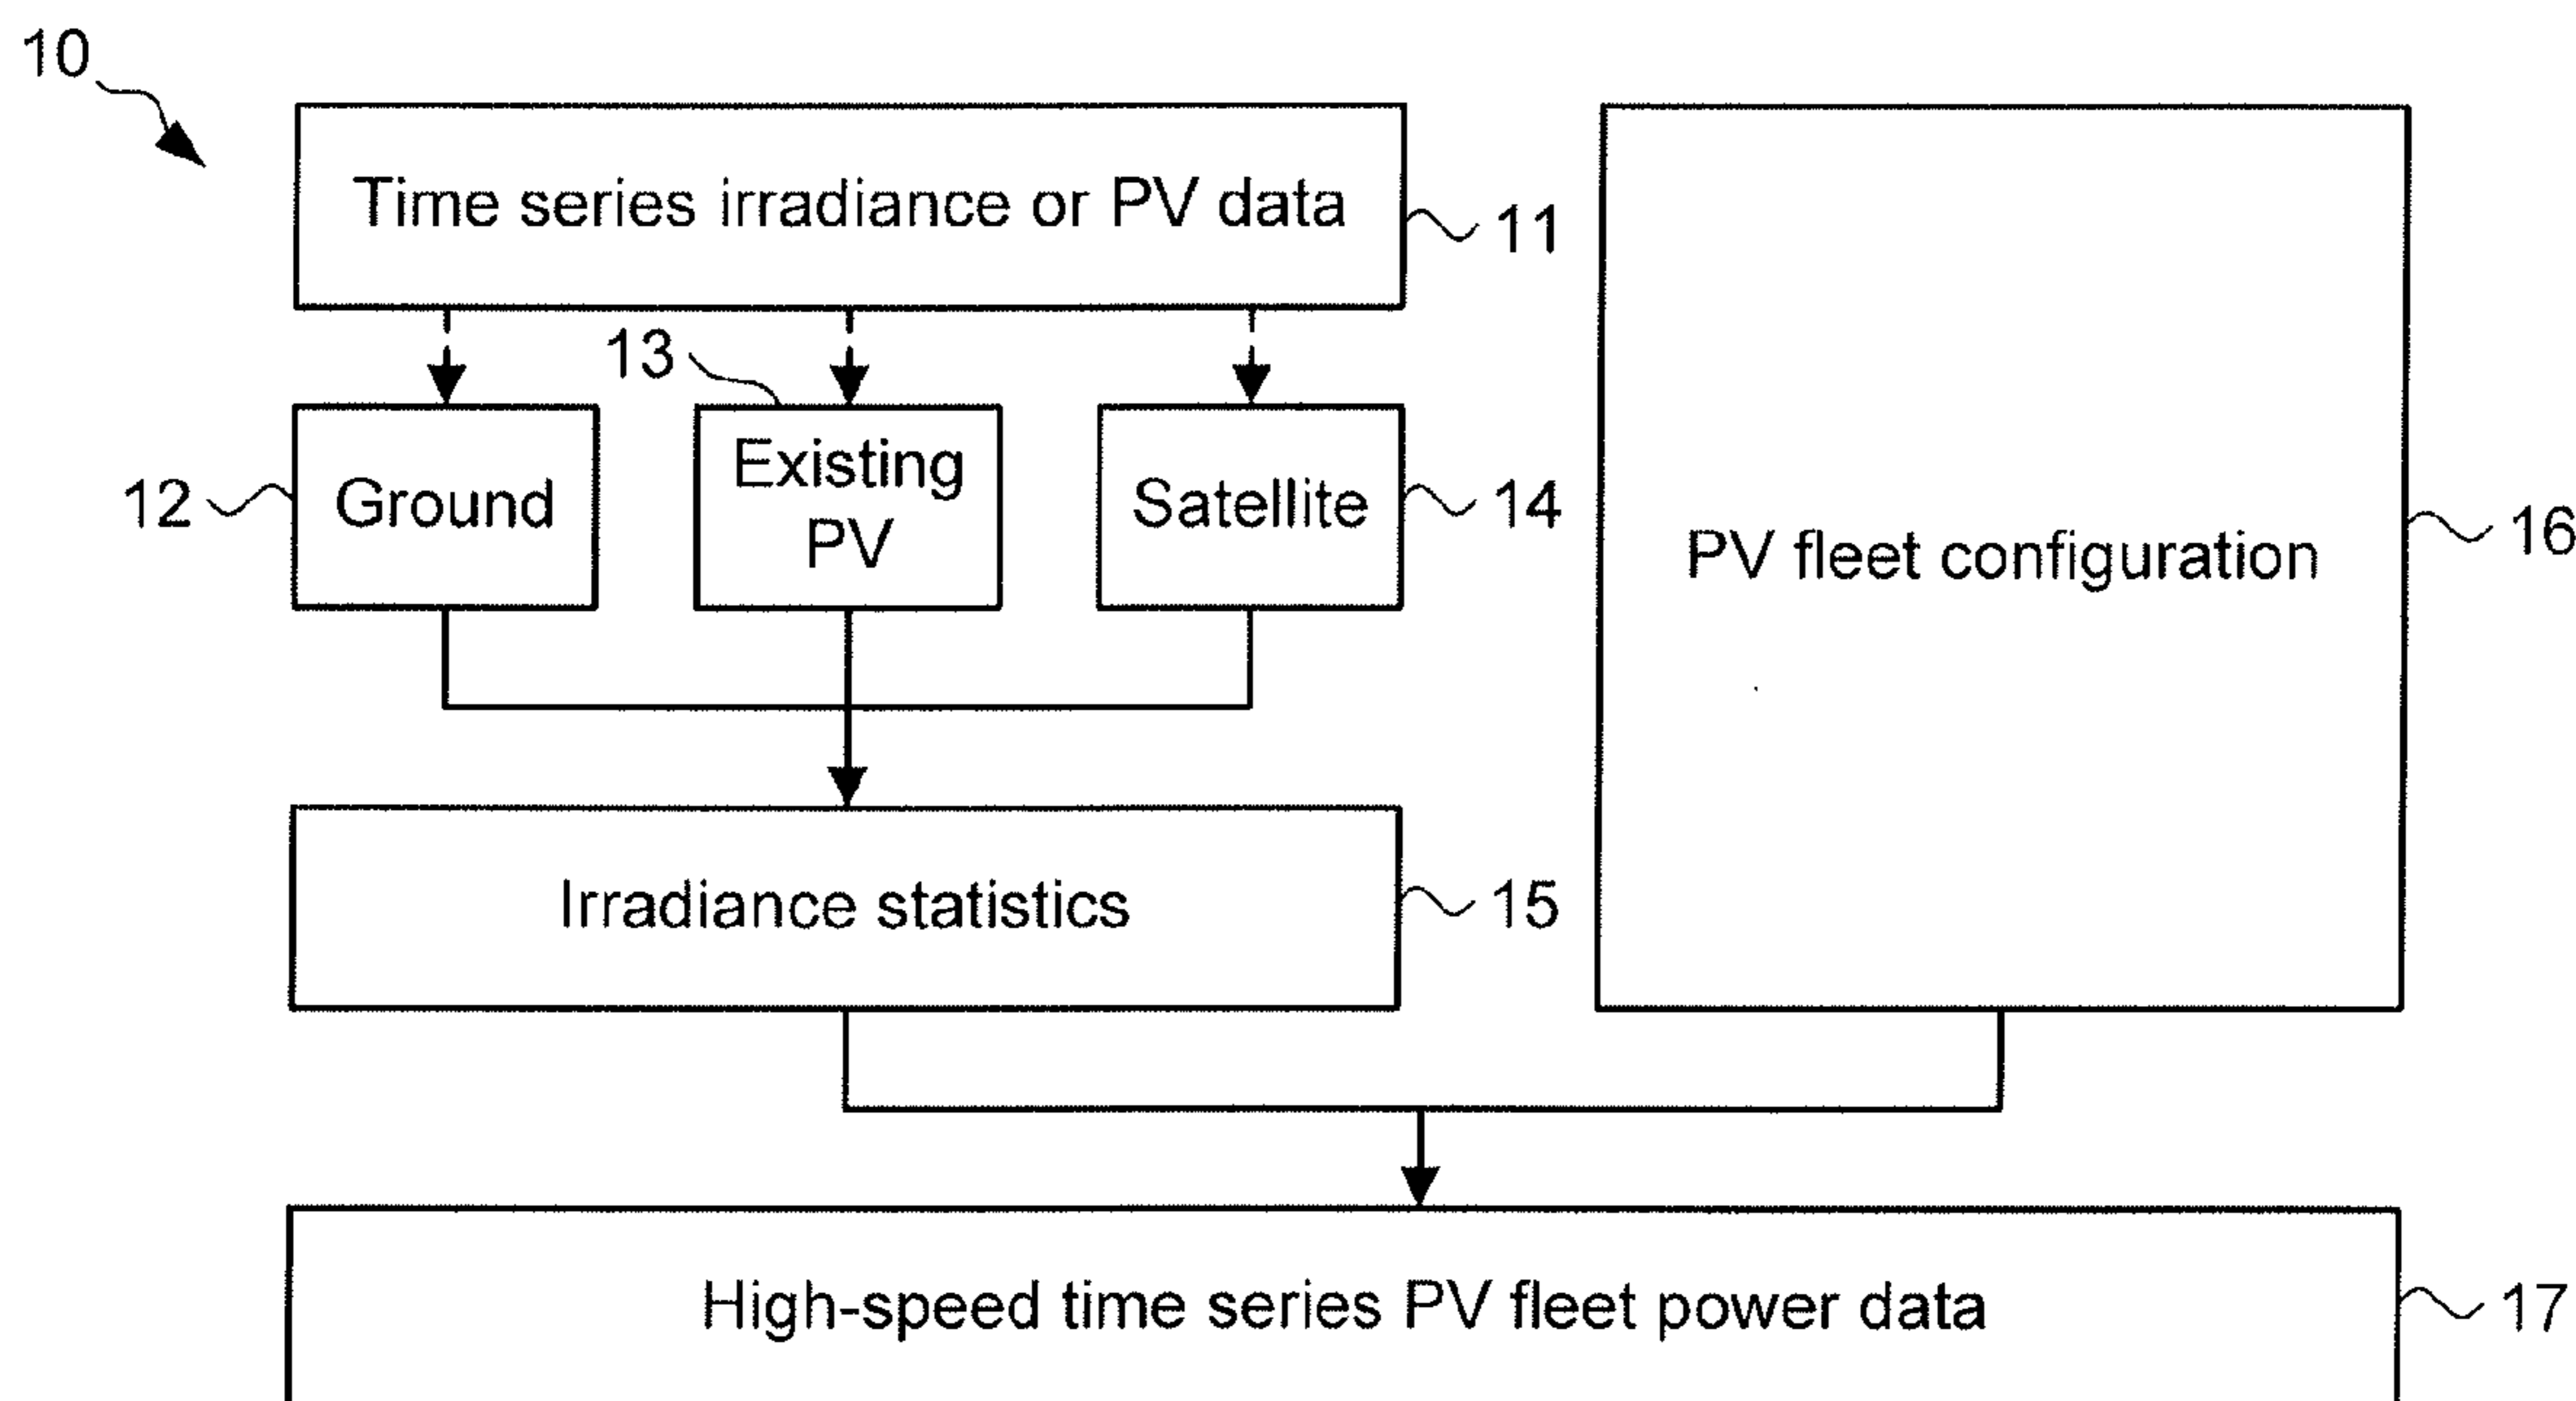 10
Time series irradiance or PV data
11
13
12
Ground
Existing
PV
Satellite
14
PV fleet configuration
16
Irradiance statistics
15
High-speed time series PV fleet power data
17